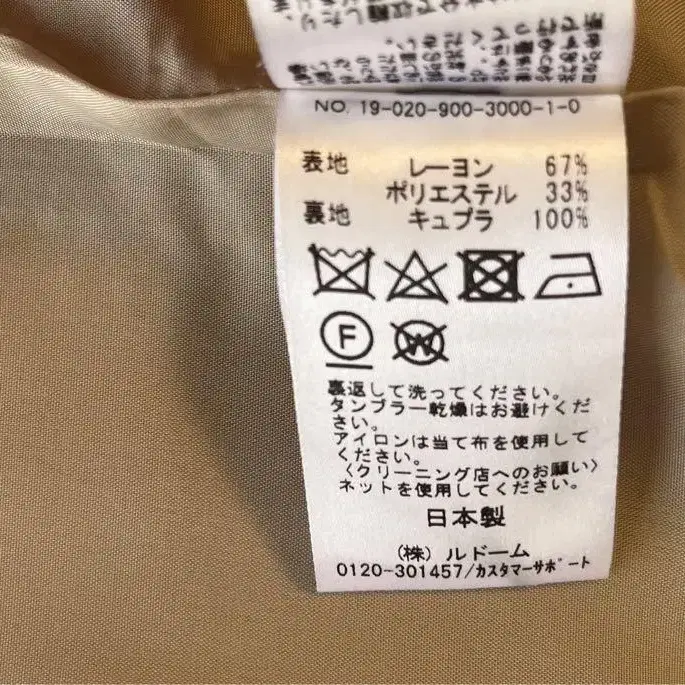 NO. 19-020-900-3000-1-0
表地 レーヨン 67%
ポリエステル 33%
裏地 キュプラ 100%
F
W
裏返して洗ってください。
タンブラー乾燥はお避けくだ
さい。
アイロンは当て布を使用して
ください。
〈クリーニング店へのお願い〉
ネットを使用してください。
日本製
(株) ルドーム
0120-301457/カスタマーサポート